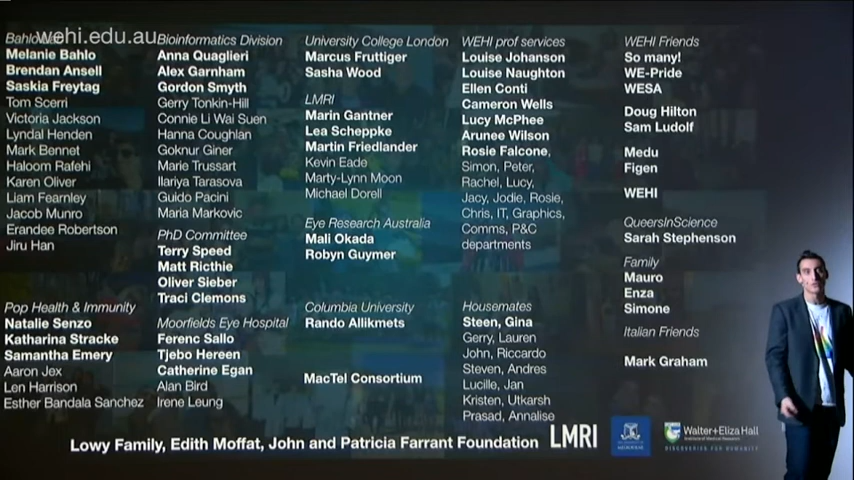 wehi.edu.au
Bahlo Lab
Melanie Bahlo
Brendan Ansell
Saskia Freytag
Tom Scerri
Victoria Jackson
Lyndal Henden
Mark Bennet
Haloom Rafehi
Karen Oliver
Liam Fearnley
Jacob Munro
Erandee Robertson
Jiru Han
Pop Health & Immunity
Natalie Senzo
Katharina Stracke
Samantha Emery
Aaron Jex
Len Harrison
Esther Bandala Sanchez
Bioinformatics Division
Anna Quaglieri
Alex Garnham
Gordon Smyth
Gerry Tonkin-Hill
Connie Li Wai Suen
Hanna Coughlan
Goknur Giner
Marie Trussart
Ilariya Tarasova
Guido Pacini
Maria Markovic
PhD Committee
Terry Speed
Matt Ricthie
Oliver Sieber
Traci Clemons
Moorfields Eye Hospital
Ferenc Sallo
Tjebo Hereen
Catherine Egan
Alan Bird
Irene Leung
University College London
Marcus Fruttiger
Sasha Wood
LMRI
Marin Gantner
Lea Scheppke
Martin Friedlander
Kevin Eade
Marty-Lynn Moon
Michael Dorell
Eye Research Australia
Mali Okada
Robyn Guymer
Columbia University
Rando Allikmets
MacTel Consortium
WEHI prof services
Louise Johanson
Louise Naughton
Ellen Conti
Cameron Wells
Lucy McPhee
Arunee Wilson
Rosie Falcone,
Simon, Peter,
Rachel, Lucy,
Jacy, Jodie, Rosie,
Chris, IT, Graphics,
Comms, P&C
departments
Housemates
Steen, Gina
Gerry, Lauren
John, Riccardo
Steven, Andres
Lucille, Jan
Kristen, Utkarsh
Prasad, Annalise
WEHI Friends
So many!
WE-Pride
WESA
Doug Hilton
Sam Ludolf
Medu
Figen
WEHI
QueersInScience
Sarah Stephenson
Family
Mauro
Enza
Simone
Italian Friends
Mark Graham
Lowy Family, Edith Moffat, John and Patricia Farrant Foundation
LMRI
Walter+Eliza Hall
Institute of Medical Research
DISCOVERIES FOR HUMANITY